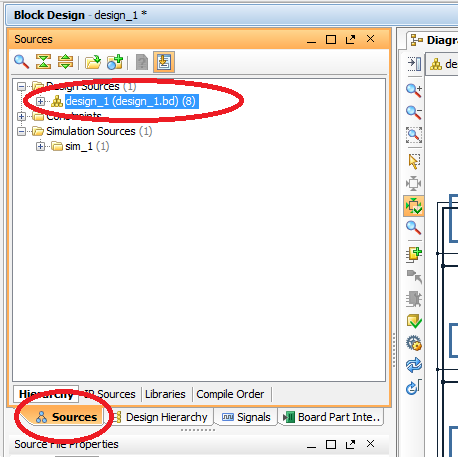 Block Design - design_1 *
Sources
Design Sources (1)
design_1 (design_1.bd) (8)
Constraints
Simulation Sources (1)
sim_1 (1)
Hierarchy IP Sources Libraries Compile Order
Sources Design Hierarchy Signals Board Part Inte..
Source File Properties
Diagra
de